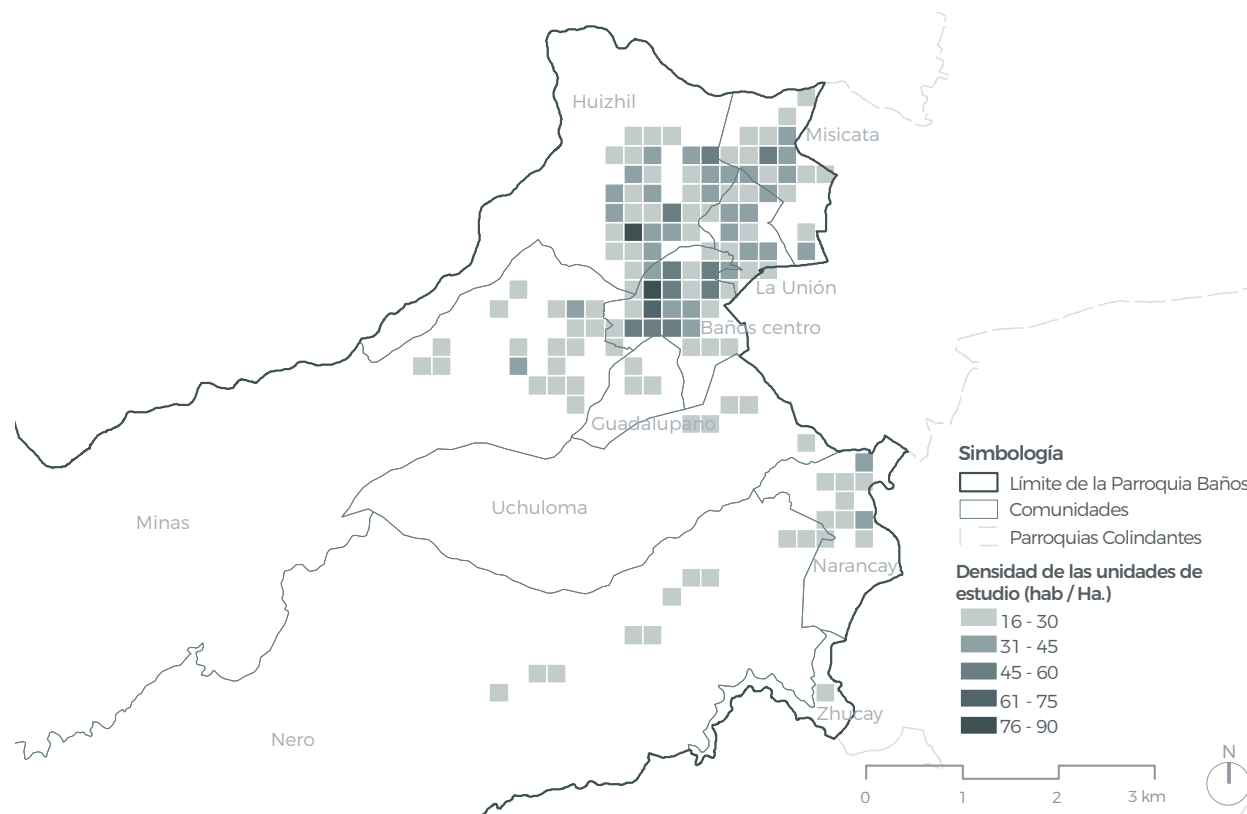 Huizhil
Misicata
La Unión
Baños centro
Guadalupano
Uchuloma
Minas
Narancay
Zhucay
Nero
Simbología
Límite de la Parroquia Baños
Comunidades
Parroquias Colindantes
Densidad de las unidades de
estudio (hab / Ha.)
16 - 30
31 - 45
45 - 60
61 - 75
76 - 90
N
0 1 2 3 km